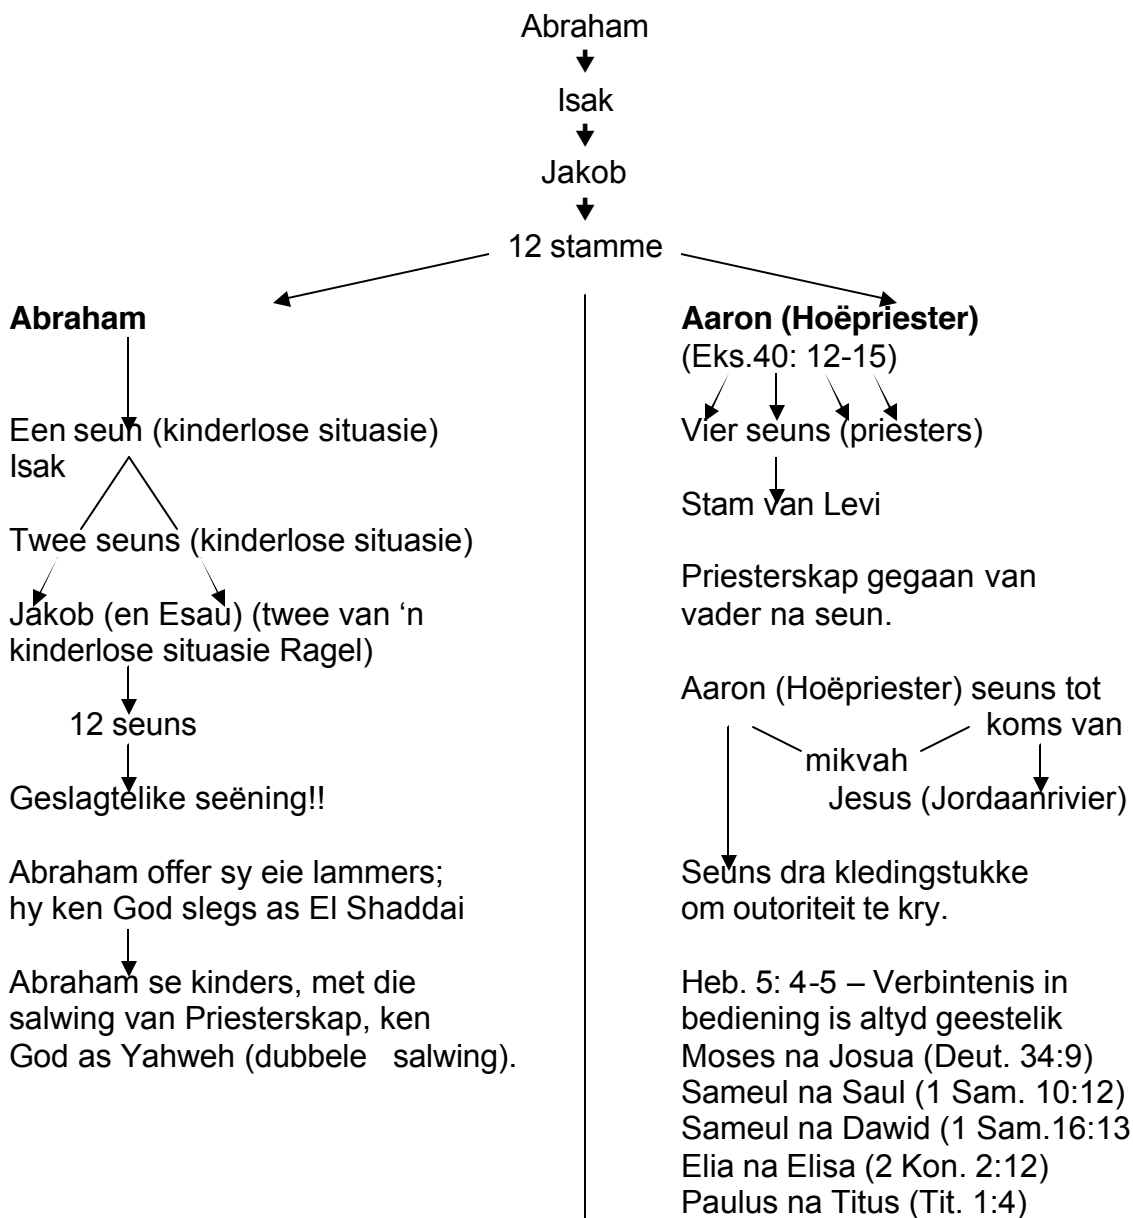 Abraham
Isak
Jakob
12 stamme
Abraham
Een seun (kinderlose situasie)
Isak
Twee seuns (kinderlose situasie)
Jakob (en Esau) (twee van ‘n
kinderlose situasie Ragel)
12 seuns
Geslagtelike seëning!!
Abraham offer sy eie lammers;
hy ken God slegs as El Shaddai
Abraham se kinders, met die
salwing van Priesterskap, ken
God as Yahweh (dubbele salwing).
Aaron (Hoëpriester)
(Eks.40: 12-15)
Vier seuns (priesters)
Stam van Levi
Priesterskap gegaan van
vader na seun.
Aaron (Hoëpriester) seuns tot
koms van
mikvah
Jesus (Jordaanrivier)
Seuns dra kledingstukke
om outoriteit te kry.
Heb. 5: 4-5 – Verbintenis in
bediening is altyd geestelik
Moses na Josua (Deut. 34:9)
Sameul na Saul (1 Sam. 10:12)
Sameul na Dawid (1 Sam.16:13
Elia na Elisa (2 Kon. 2:12)
Paulus na Titus (Tit. 1:4)